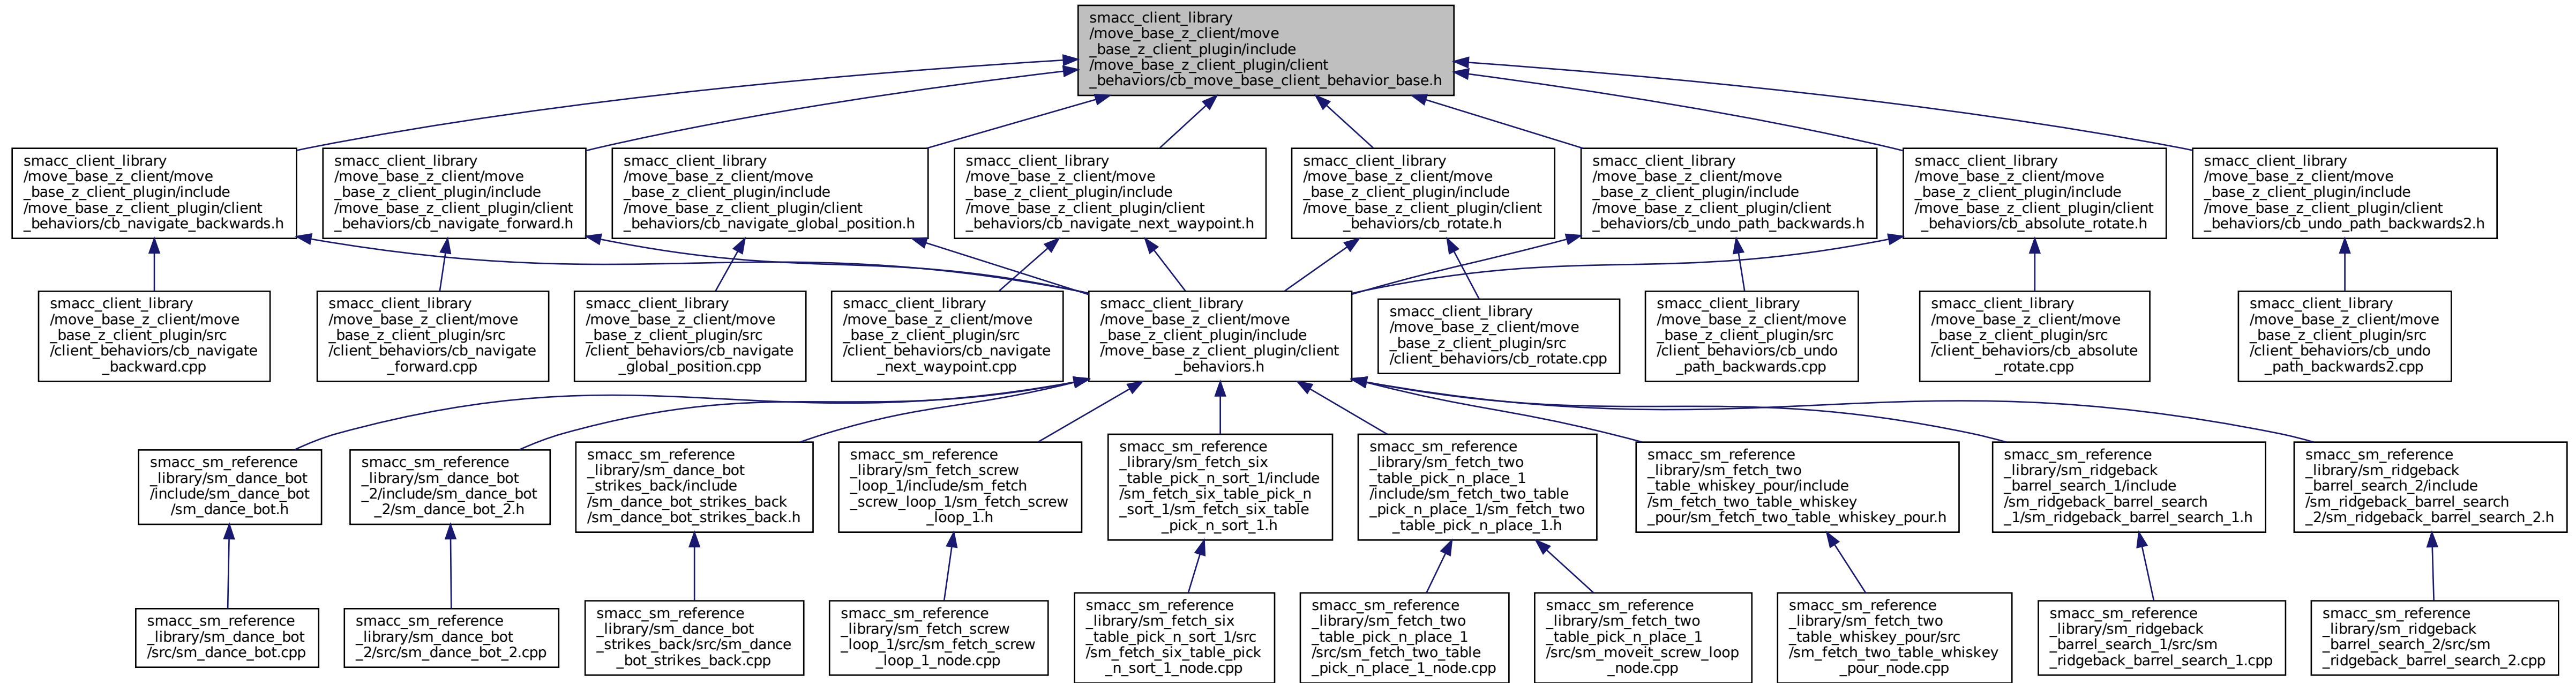 smacc_client_library
/move_base_z_client/move
_base_z_client_plugin/include
/move_base_z_client_plugin/client
_behaviors/cb_move_base_client_behavior_base.h
smacc_client_library
/move_base_z_client/move
_base_z_client_plugin/include
/move_base_z_client_plugin/client
_behaviors/cb_navigate_backwards.h
smacc_client_library
/move_base_z_client/move
_base_z_client_plugin/include
/move_base_z_client_plugin/client
_behaviors/cb_navigate_forward.h
smacc_client_library
/move_base_z_client/move
_base_z_client_plugin/include
/move_base_z_client_plugin/client
_behaviors/cb_navigate_global_position.h
smacc_client_library
/move_base_z_client/move
_base_z_client_plugin/include
/move_base_z_client_plugin/client
_behaviors/cb_navigate_next_waypoint.h
smacc_client_library
/move_base_z_client/move
_base_z_client_plugin/include
/move_base_z_client_plugin/client
_behaviors/cb_rotate.h
smacc_client_library
/move_base_z_client/move
_base_z_client_plugin/include
/move_base_z_client_plugin/client
_behaviors/cb_undo_path_backwards.h
smacc_client_library
/move_base_z_client/move
_base_z_client_plugin/include
/move_base_z_client_plugin/client
_behaviors/cb_absolute_rotate.h
smacc_client_library
/move_base_z_client/move
_base_z_client_plugin/include
/move_base_z_client_plugin/client
_behaviors/cb_undo_path_backwards2.h
smacc_client_library
/move_base_z_client/move
_base_z_client_plugin/src
/client_behaviors/cb_navigate
_backward.cpp
smacc_client_library
/move_base_z_client/move
_base_z_client_plugin/src
/client_behaviors/cb_navigate
_forward.cpp
smacc_client_library
/move_base_z_client/move
_base_z_client_plugin/src
/client_behaviors/cb_navigate
_global_position.cpp
smacc_client_library
/move_base_z_client/move
_base_z_client_plugin/src
/client_behaviors/cb_navigate
_next_waypoint.cpp
smacc_client_library
/move_base_z_client/move
_base_z_client_plugin/include
/move_base_z_client_plugin/client
_behaviors.h
smacc_client_library
/move_base_z_client/move
_base_z_client_plugin/src
/client_behaviors/cb_rotate.cpp
smacc_client_library
/move_base_z_client/move
_base_z_client_plugin/src
/client_behaviors/cb_undo
_path_backwards.cpp
smacc_client_library
/move_base_z_client/move
_base_z_client_plugin/src
/client_behaviors/cb_absolute
_rotate.cpp
smacc_client_library
/move_base_z_client/move
_base_z_client_plugin/src
/client_behaviors/cb_undo
_path_backwards2.cpp
smacc_sm_reference
_library/sm_dance_bot
/include/sm_dance_bot
/sm_dance_bot.h
smacc_sm_reference
_library/sm_dance_bot
_2/include/sm_dance_bot
_2/sm_dance_bot_2.h
smacc_sm_reference
_library/sm_dance_bot
_strikes_back/include
/sm_dance_bot_strikes_back
/sm_dance_bot_strikes_back.h
smacc_sm_reference
_library/sm_fetch_screw
_loop_1/include/sm_fetch
_screw_loop_1/sm_fetch_screw
_loop_1.h
smacc_sm_reference
_library/sm_fetch_six
_table_pick_n_sort_1/include
/sm_fetch_six_table_pick_n
_sort_1/sm_fetch_six_table
_pick_n_sort_1.h
smacc_sm_reference
_library/sm_fetch_two
_table_pick_n_place_1
/include/sm_fetch_two_table
_pick_n_place_1/sm_fetch_two
_table_pick_n_place_1.h
smacc_sm_reference
_library/sm_fetch_two
_table_whiskey_pour/include
/sm_fetch_two_table_whiskey
_pour/sm_fetch_two_table_whiskey_pour.h
smacc_sm_reference
_library/sm_ridgeback
_barrel_search_1/include
/sm_ridgeback_barrel_search
_1/sm_ridgeback_barrel_search_1.h
smacc_sm_reference
_library/sm_ridgeback
_barrel_search_2/include
/sm_ridgeback_barrel_search
_2/sm_ridgeback_barrel_search_2.h
smacc_sm_reference
_library/sm_dance_bot
/src/sm_dance_bot.cpp
smacc_sm_reference
_library/sm_dance_bot
_2/src/sm_dance_bot_2.cpp
smacc_sm_reference
_library/sm_dance_bot
_strikes_back/src/sm_dance
_bot_strikes_back.cpp
smacc_sm_reference
_library/sm_fetch_screw
_loop_1/src/sm_fetch_screw
_loop_1_node.cpp
smacc_sm_reference
_library/sm_fetch_six
_table_pick_n_sort_1/src
/sm_fetch_six_table_pick
_n_sort_1_node.cpp
smacc_sm_reference
_library/sm_fetch_two
_table_pick_n_place_1
/src/sm_fetch_two_table
_pick_n_place_1_node.cpp
smacc_sm_reference
_library/sm_fetch_two
_table_pick_n_place_1
/src/sm_moveit_screw_loop
_node.cpp
smacc_sm_reference
_library/sm_fetch_two
_table_whiskey_pour/src
/sm_fetch_two_table_whiskey
_pour_node.cpp
smacc_sm_reference
_library/sm_ridgeback
_barrel_search_1/src/sm
_ridgeback_barrel_search_1.cpp
smacc_sm_reference
_library/sm_ridgeback
_barrel_search_2/src/sm
_ridgeback_barrel_search_2.cpp